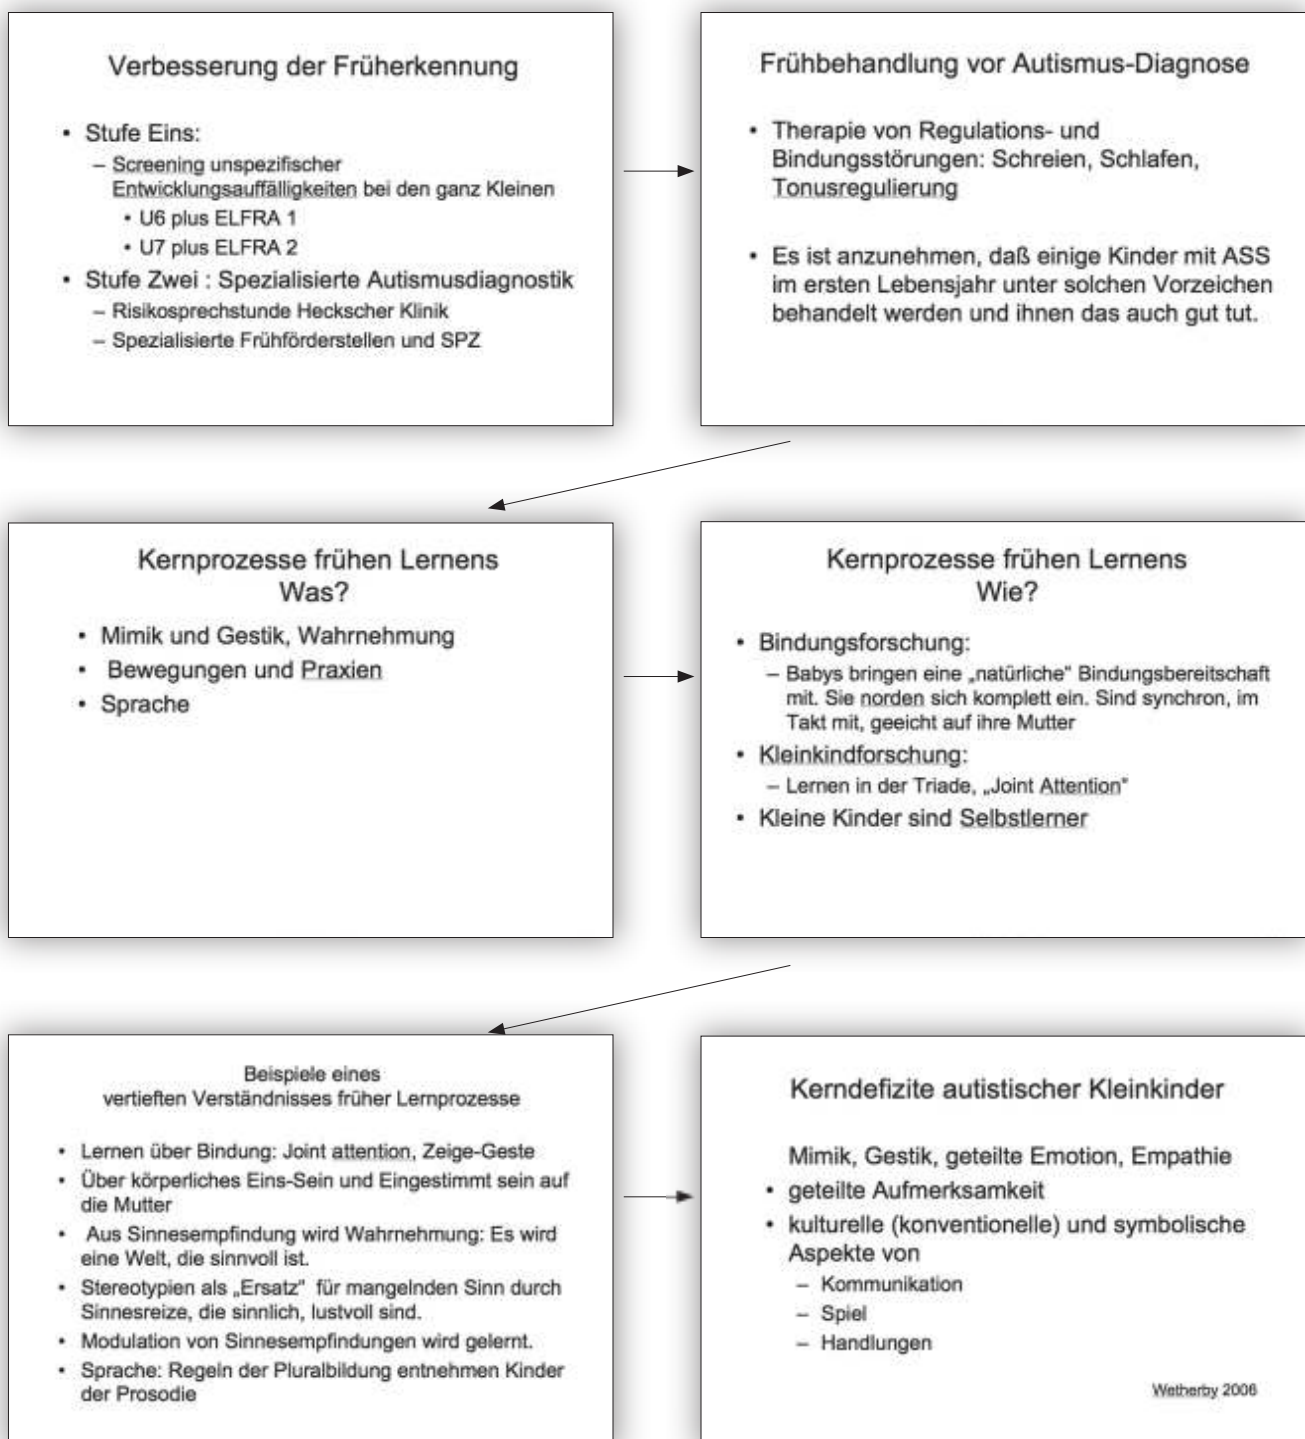 Verbesserung der Früherkennung
• Stufe Eins:
– Screening unspezifischer
Entwicklungsauffälligkeiten bei den ganz Kleinen
• U6 plus ELFRA 1
• U7 plus ELFRA 2
• Stufe Zwei : Spezialisierte Autismusdiagnostik
– Risikosprechstunde Heckscher Klinik
– Spezialisierte Frühförderstellen und SPZ
Frühbehandlung vor Autismus-Diagnose
• Therapie von Regulations- und
Bindungsstörungen: Schreien, Schlafen,
Tonusregulierung
• Es ist anzunehmen, daß einige Kinder mit ASS
im ersten Lebensjahr unter solchen Vorzeichen
behandelt werden und ihnen das auch gut tut.
Kernprozesse frühen Lernens
Was?
• Mimik und Gestik, Wahrnehmung
• Bewegungen und Praxien
• Sprache
Kernprozesse frühen Lernens
Wie?
• Bindungsforschung:
– Babys bringen eine „natürliche“ Bindungsbereitschaft
mit. Sie norden sich komplett ein. Sind synchron, im
Takt mit, geeicht auf ihre Mutter
• Kleinkindforschung:
– Lernen in der Triade, „Joint Attention“
• Kleine Kinder sind Selbstlerner
Beispiele eines
vertieften Verständnisses früher Lernprozesse
• Lernen über Bindung: Joint attention, Zeige-Geste
• Über körperliches Eins-Sein und Eingestimmt sein auf
die Mutter
• Aus Sinnesempfindung wird Wahrnehmung: Es wird
eine Welt, die sinnvoll ist.
• Stereotypien als „Ersatz“ für mangelnden Sinn durch
Sinnesreize, die sinnlich, lustvoll sind.
• Modulation von Sinnesempfindungen wird gelernt.
• Sprache: Regeln der Pluralbildung entnehmen Kinder
der Prosodie
Kerndefizite autistischer Kleinkinder
Mimik, Gestik, geteilte Emotion, Empathie
• geteilte Aufmerksamkeit
• kulturelle (konventionelle) und symbolische
Aspekte von
– Kommunikation
– Spiel
– Handlungen
Wetherby 2006